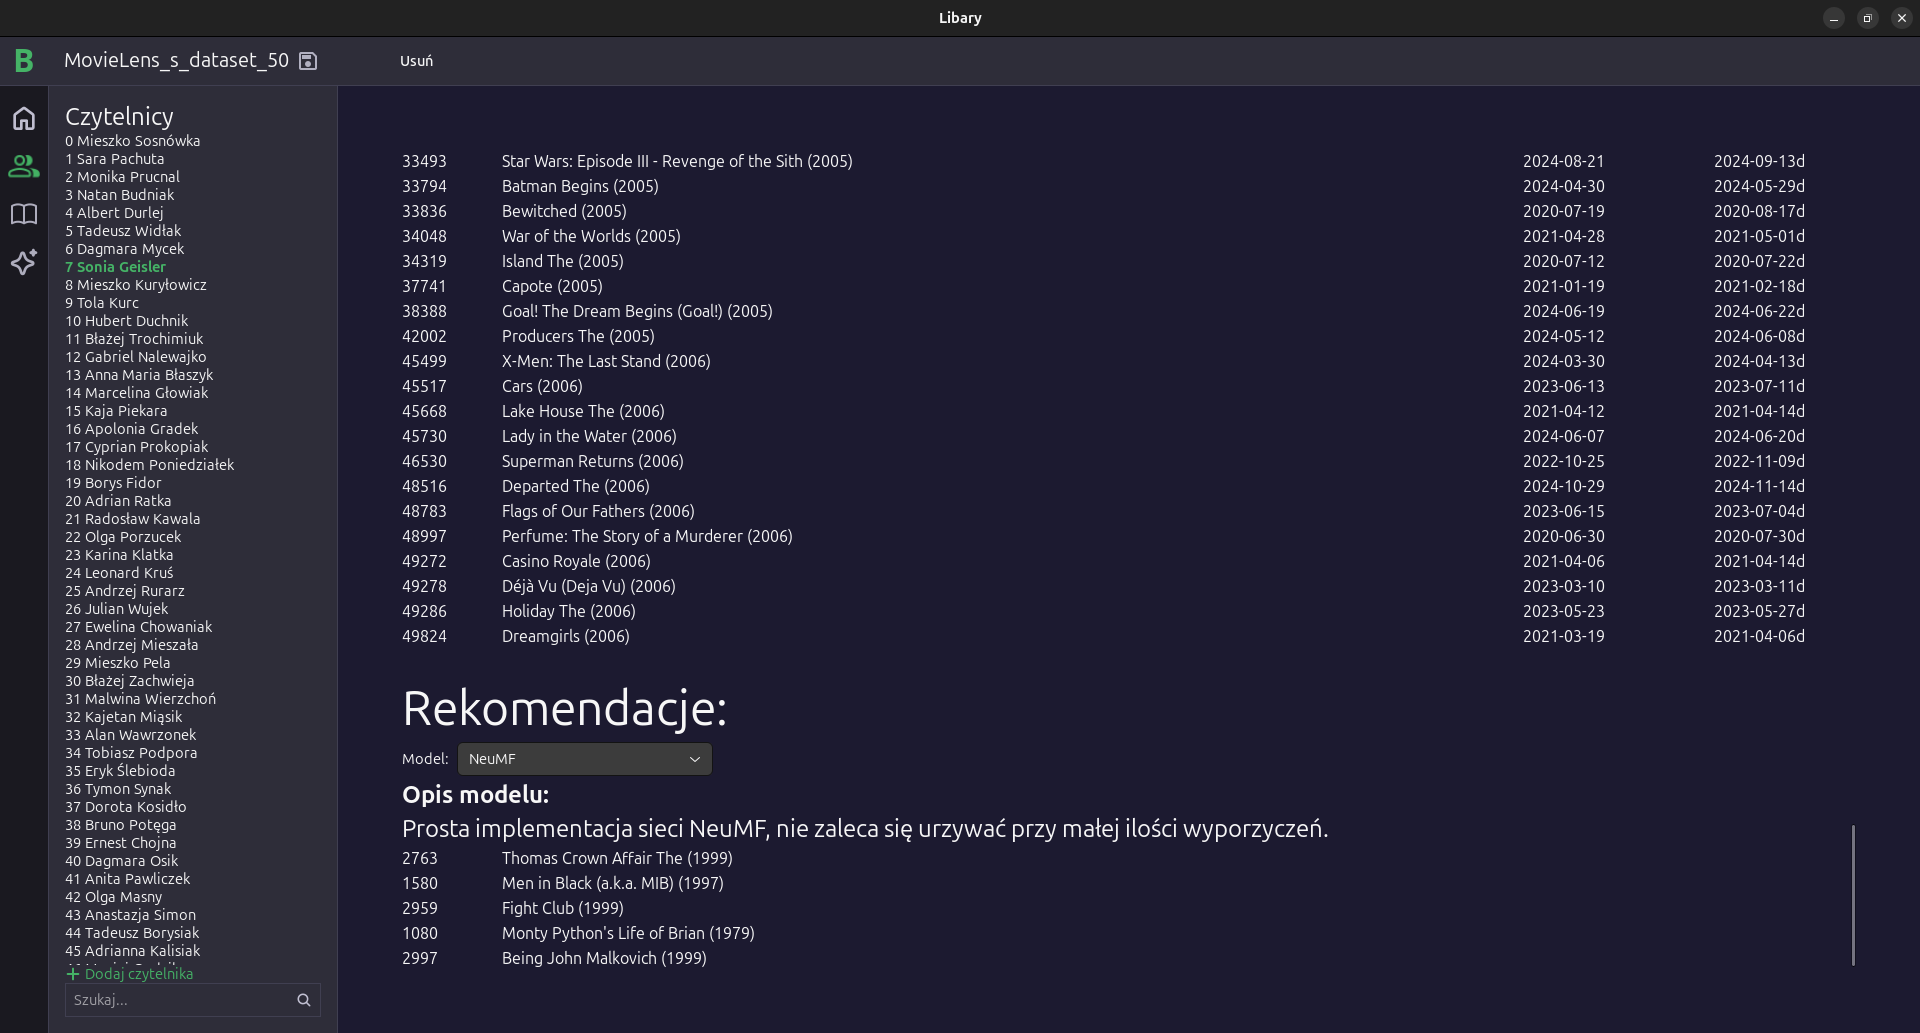 Libary
B MovieLens_s_dataset_50 Usuń
Czytelnicy
0 Mieszko Sosnówka
1 Sara Pachuta
2 Monika Prucnal
3 Natan Budniak
4 Albert Durlej
5 Tadeusz Widłak
6 Dagmara Mycek
7 Sonia Geisler
8 Mieszko Kuryłowicz
9 Tola Kurc
10 Hubert Duchnik
11 Błażej Trochimiuk
12 Gabriel Nalewajko
13 Anna Maria Błaszyk
14 Marcelina Głowiak
15 Kaja Piekara
16 Apolonia Gradek
17 Cyprian Prokopiak
18 Nikodem Poniedziałek
19 Borys Fidor
20 Adrian Ratka
21 Radosław Kawala
22 Olga Porzucek
23 Karina Klatka
24 Leonard Kruś
25 Andrzej Rurarz
26 Julian Wujek
27 Ewelina Chowaniak
28 Andrzej Mieszała
29 Mieszko Pela
30 Błażej Zachwieja
31 Malwina Wierzchoń
32 Kajetan Miąsik
33 Alan Wawrzonek
34 Tobiasz Podpora
35 Eryk Ślebioda
36 Tymon Synak
37 Dorota Kosidło
38 Bruno Potęga
39 Ernest Chojna
40 Dagmara Osik
41 Anita Pawliczek
42 Olga Masny
43 Anastazja Simon
44 Tadeusz Borysiak
45 Adrianna Kalisiak
+ Dodaj czytelnika
Szukaj...
33493 Star Wars: Episode III - Revenge of the Sith (2005) 2024-08-21 2024-09-13d
33794 Batman Begins (2005) 2024-04-30 2024-05-29d
33836 Bewitched (2005) 2020-07-19 2020-08-17d
34048 War of the Worlds (2005) 2021-04-28 2021-05-01d
34319 Island The (2005) 2020-07-12 2020-07-22d
37741 Capote (2005) 2021-01-19 2021-02-18d
38388 Goal! The Dream Begins (Goal!) (2005) 2024-06-19 2024-06-22d
42002 Producers The (2005) 2024-05-12 2024-06-08d
45499 X-Men: The Last Stand (2006) 2024-03-30 2024-04-13d
45517 Cars (2006) 2023-06-13 2023-07-11d
45668 Lake House The (2006) 2021-04-12 2021-04-14d
45730 Lady in the Water (2006) 2024-06-07 2024-06-20d
46530 Superman Returns (2006) 2022-10-25 2022-11-09d
48516 Departed The (2006) 2024-10-29 2024-11-14d
48783 Flags of Our Fathers (2006) 2023-06-15 2023-07-04d
48997 Perfume: The Story of a Murderer (2006) 2020-06-30 2020-07-30d
49272 Casino Royale (2006) 2021-04-06 2021-04-14d
49278 Déjà Vu (Deja Vu) (2006) 2023-03-10 2023-03-11d
49286 Holiday The (2006) 2023-05-23 2023-05-27d
49824 Dreamgirls (2006) 2021-03-19 2021-04-06d
Rekomendacje:
Model: NeuMF
Opis modelu:
Prosta implementacja sieci NeuMF, nie zaleca się urzywać przy małej ilości wyporzyczeń.
2763 Thomas Crown Affair The (1999)
1580 Men in Black (a.k.a. MIB) (1997)
2959 Fight Club (1999)
1080 Monty Python's Life of Brian (1979)
2997 Being John Malkovich (1999)